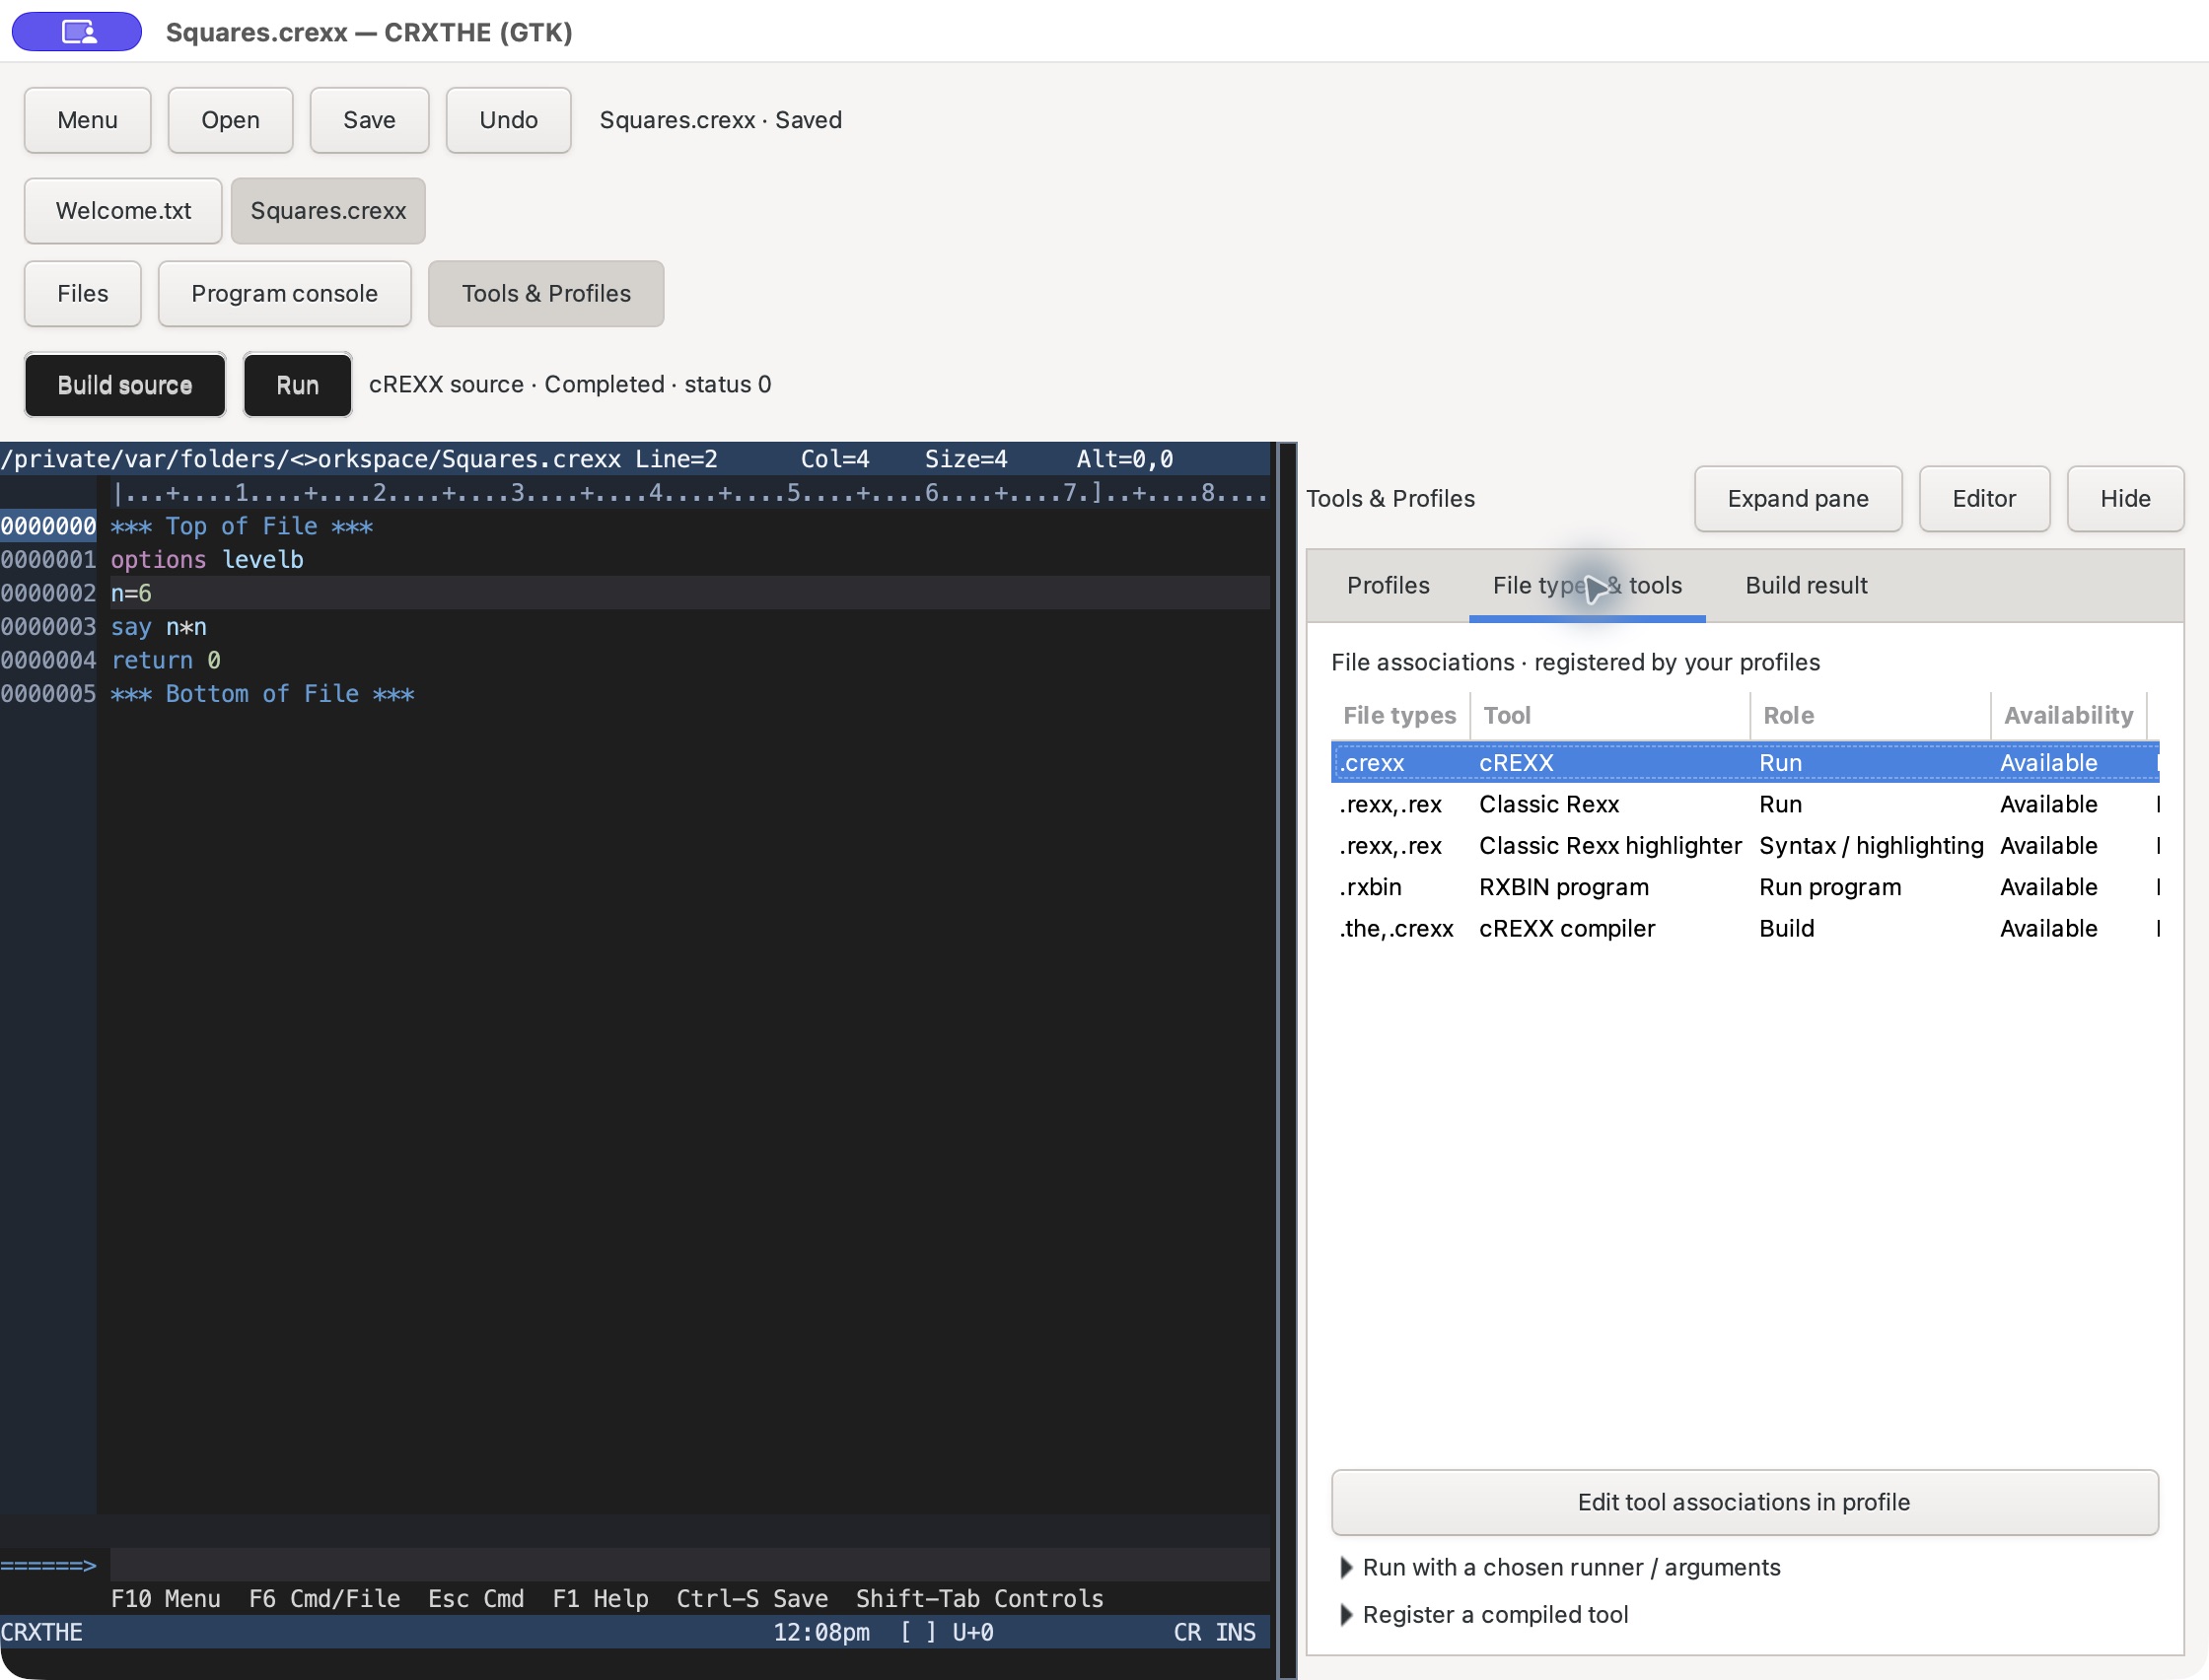 Squares.crexx — CRXTHE (GTK)
Menu Open Save Undo Squares.crexx · Saved
Welcome.txt Squares.crexx
Files Program console Tools & Profiles
Build source Run cREXX source · Completed · status 0
/private/var/folders/<>orkspace/Squares.crexx Line=2 Col=4 Size=4 Alt=0,0
|...+....1....+....2....+....3....+....4....+....5....+....6....+....7.]..+....8....
0000000 *** Top of File ***
0000001 options levelb
0000002 n=6
0000003 say n*n
0000004 return 0
0000005 *** Bottom of File ***
======>
F10 Menu F6 Cmd/File Esc Cmd F1 Help Ctrl-S Save Shift-Tab Controls
CRXTHE 12:08pm [ ] U+0 CR INS
Tools & Profiles Expand pane Editor Hide
Profiles File types & tools Build result
File associations · registered by your profiles
File types Tool Role Availability
.crexx cREXX Run Available
.rexx,.rex Classic Rexx Run Available
.rexx,.rex Classic Rexx highlighter Syntax / highlighting Available
.rxbin RXBIN program Run program Available
.the,.crexx cREXX compiler Build Available
Edit tool associations in profile
Run with a chosen runner / arguments
Register a compiled tool